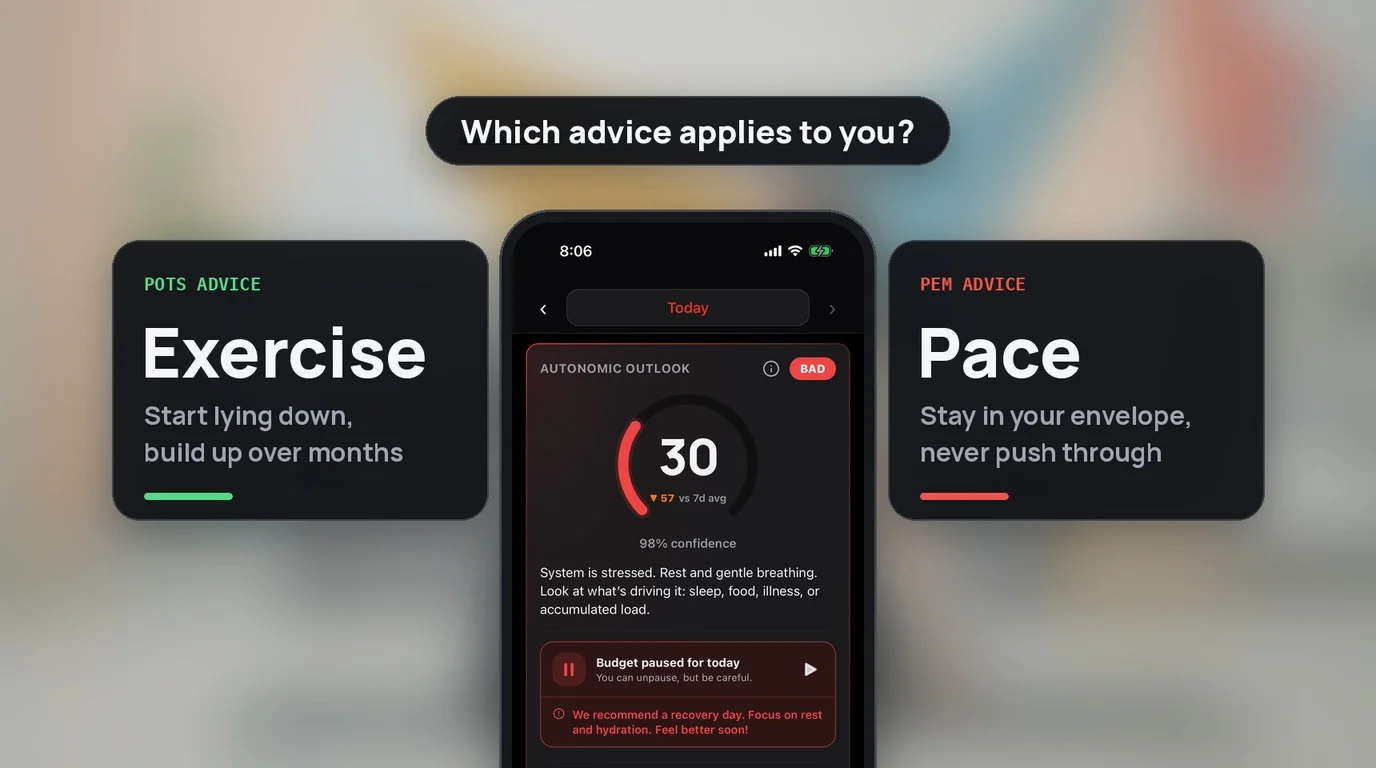 Which advice applies to you?
POTS ADVICE
Exercise
Start lying down,
build up over months
8:06
Today
AUTONOMIC OUTLOOK
BAD
30
▼ 57 vs 7d avg
98% confidence
System is stressed. Rest and gentle breathing.
Look at what's driving it: sleep, food, illness, or
accumulated load.
Budget paused for today
You can unpause, but be careful.
We recommend a recovery day. Focus on rest
and hydration. Feel better soon!
PEM ADVICE
Pace
Stay in your envelope,
never push through